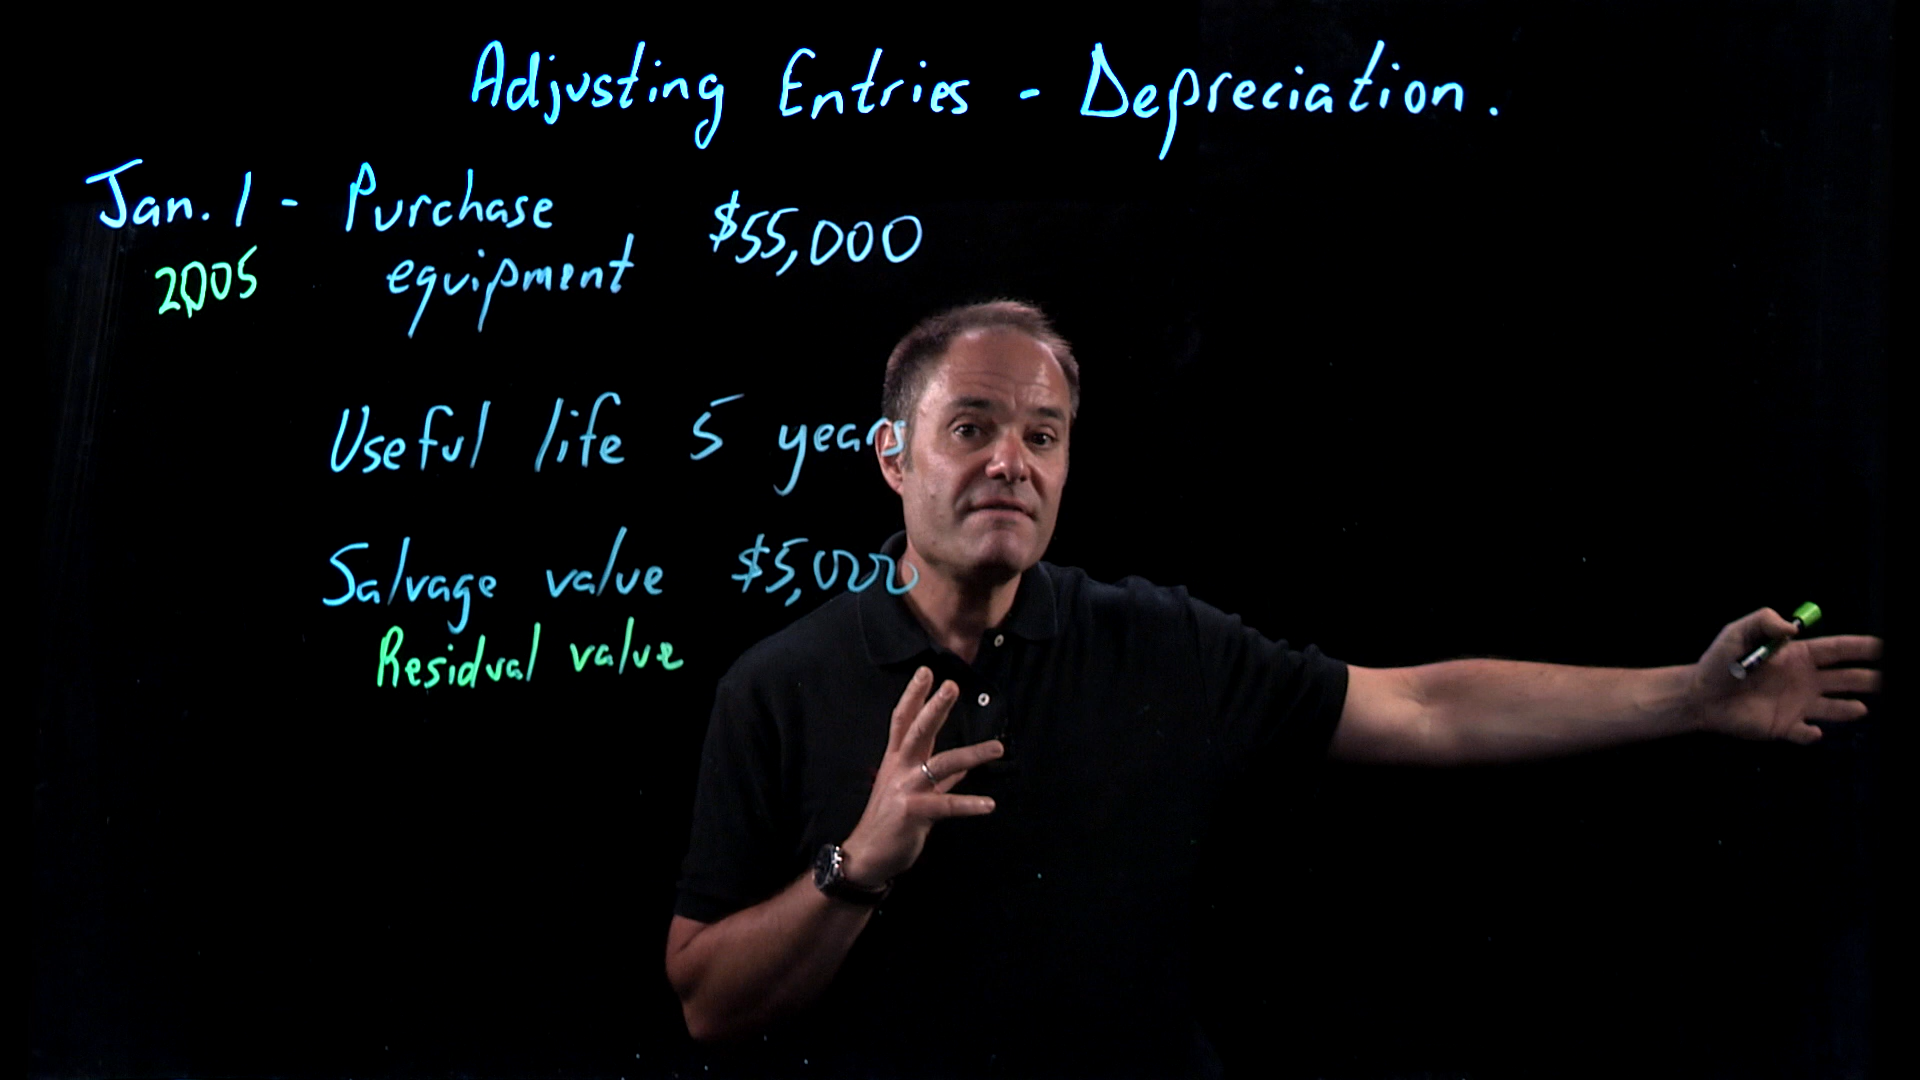 Adjusting Entries - Depreciation.
Jan. 1 - Purchase equipment $55,000
2005
Useful life 5 years
Salvage value $5,000
Residual value